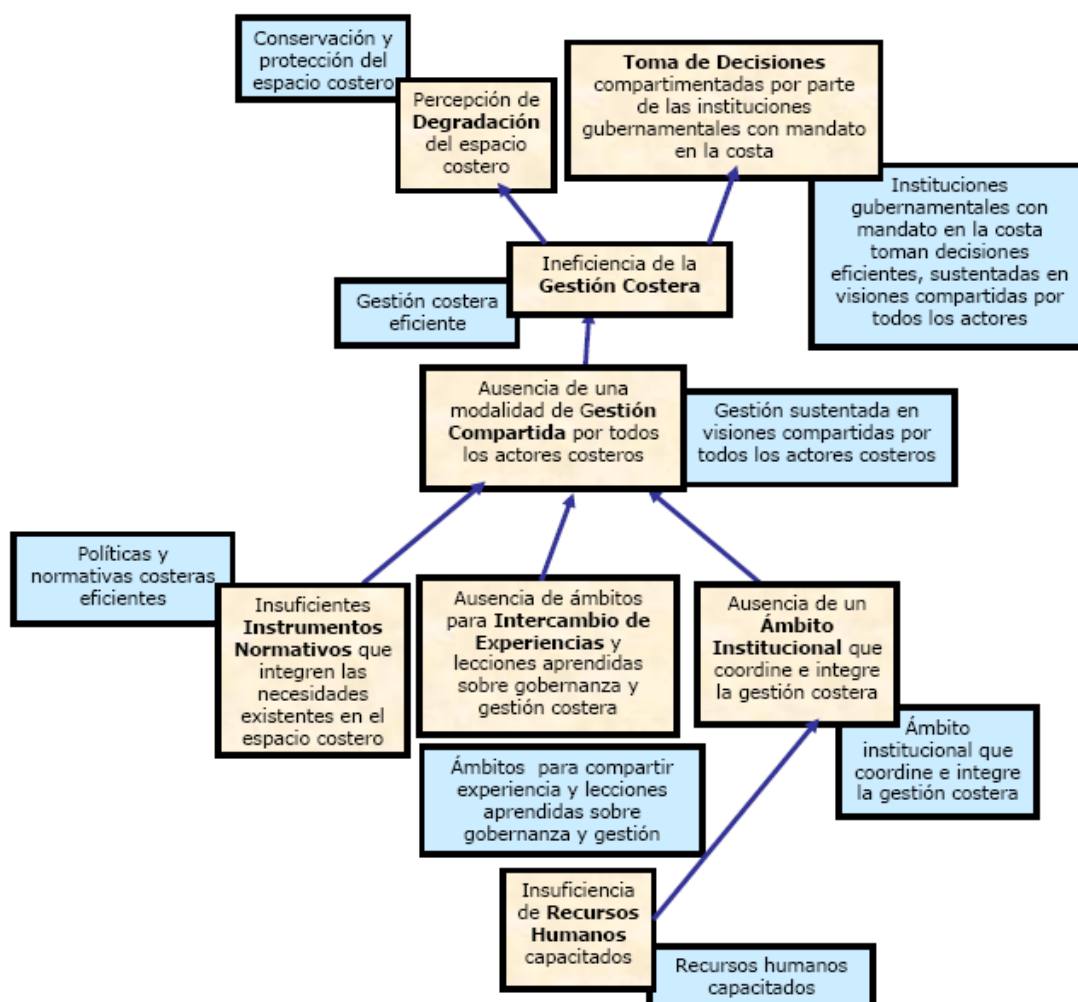 Conservación y
protección del
espacio costero
Percepción de
Degradación
del espacio
costero
Toma de Decisiones
compartimentadas por parte
de las instituciones
gubernamentales con mandato
en la costa
Instituciones
gubernamentales con
mandato en la costa
toman decisiones
eficientes, sustentadas en
visiones compartidas por
todos los actores
Ineficiencia de la
Gestión Costera
Gestión costera
eficiente
Ausencia de una
modalidad de Gestión
Compartida por todos
los actores costeros
Gestión sustentada en
visiones compartidas por
todos los actores costeros
Políticas y
normativas costeras
eficientes
Insuficientes
Instrumentos
Normativos que
integren las
necesidades
existentes en el
espacio costero
Ausencia de ámbitos
para Intercambio de
Experiencias y
lecciones aprendidas
sobre gobernanza y
gestión costera
Ausencia de un
Ámbito
Institucional que
coordine e integre
la gestión costera
Ámbito
institucional que
coordine e integre
la gestión costera
Ámbitos  para compartir
experiencia y lecciones
aprendidas sobre
gobernanza y gestión
Insuficiencia
de Recursos
Humanos
capacitados
Recursos humanos
capacitados